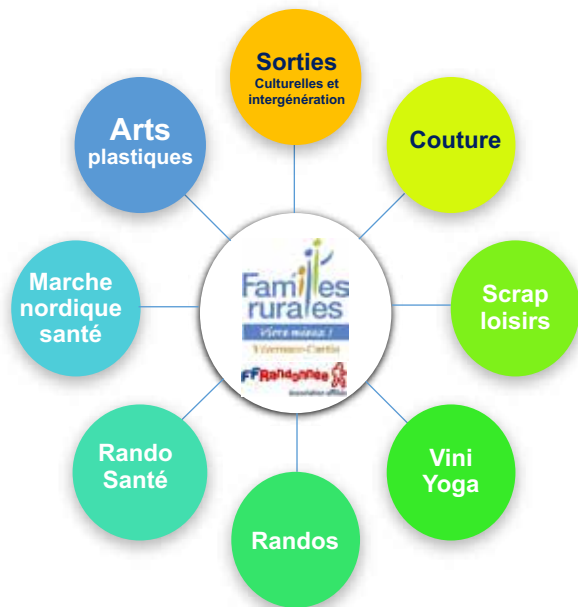 Sorties
Culturelles et
intergénération
Couture
Scrap
loisirs
Vini
Yoga
Randos
Rando
Santé
Marche
nordique
santé
Arts
plastiques
Familles
rurales
Vivre mieux !
FFRandonnée